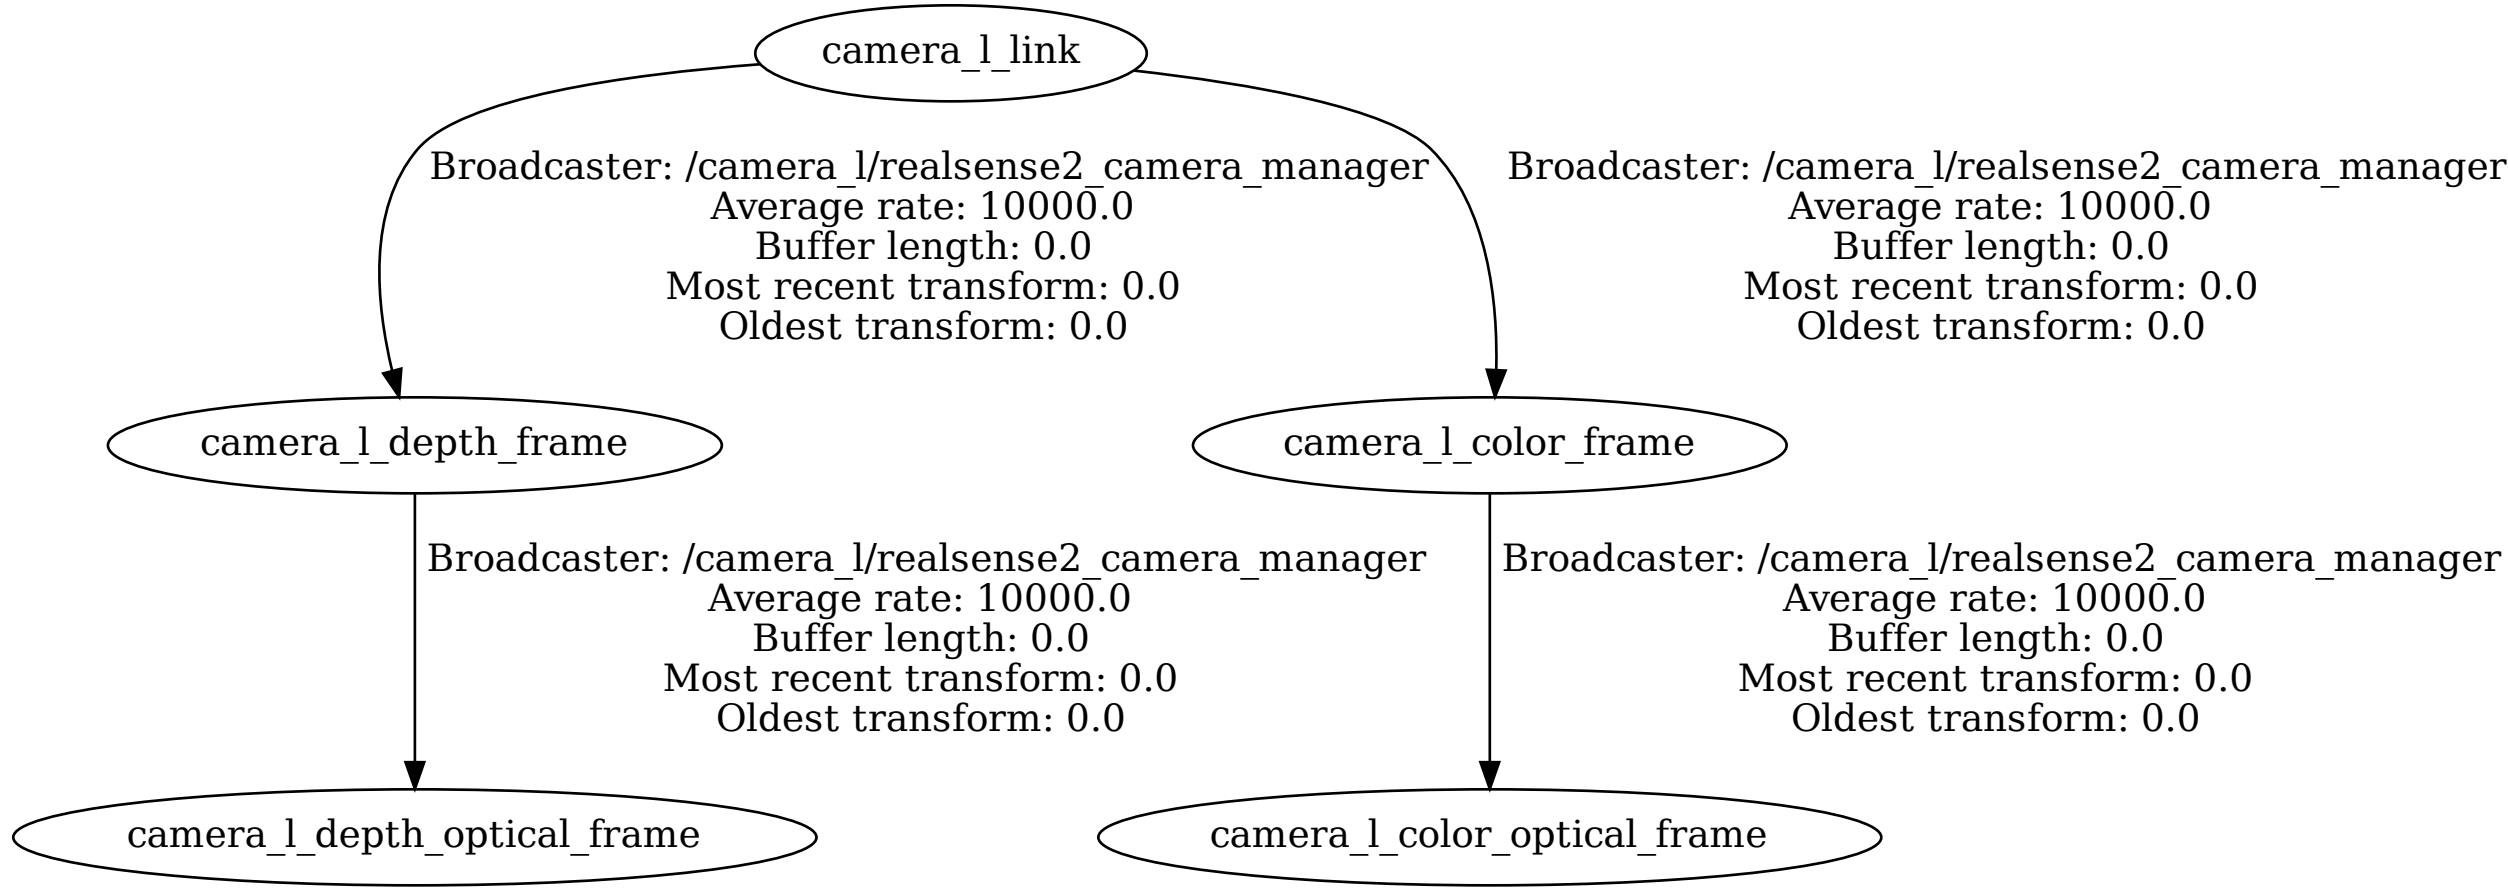 camera_l_link
Broadcaster: /camera_l/realsense2_camera_manager
Average rate: 10000.0
Buffer length: 0.0
Most recent transform: 0.0
Oldest transform: 0.0
Broadcaster: /camera_l/realsense2_camera_manager
Average rate: 10000.0
Buffer length: 0.0
Most recent transform: 0.0
Oldest transform: 0.0
camera_l_depth_frame
camera_l_color_frame
Broadcaster: /camera_l/realsense2_camera_manager
Average rate: 10000.0
Buffer length: 0.0
Most recent transform: 0.0
Oldest transform: 0.0
Broadcaster: /camera_l/realsense2_camera_manager
Average rate: 10000.0
Buffer length: 0.0
Most recent transform: 0.0
Oldest transform: 0.0
camera_l_depth_optical_frame
camera_l_color_optical_frame